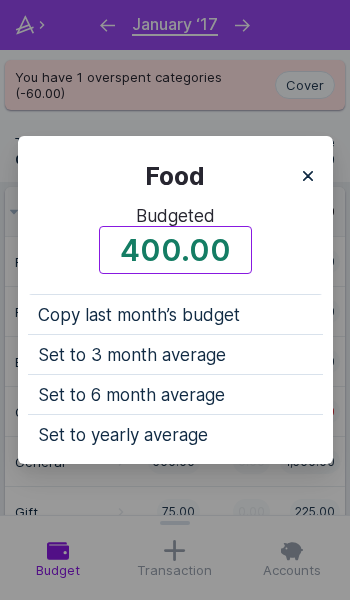 January ‘17
You have 1 overspent categories
(-60.00)
Cover
Food
Budgeted
400.00
Copy last month’s budget
Set to 3 month average
Set to 6 month average
Set to yearly average
General
Gift 75.00 0.00 225.00
Budget Transaction Accounts